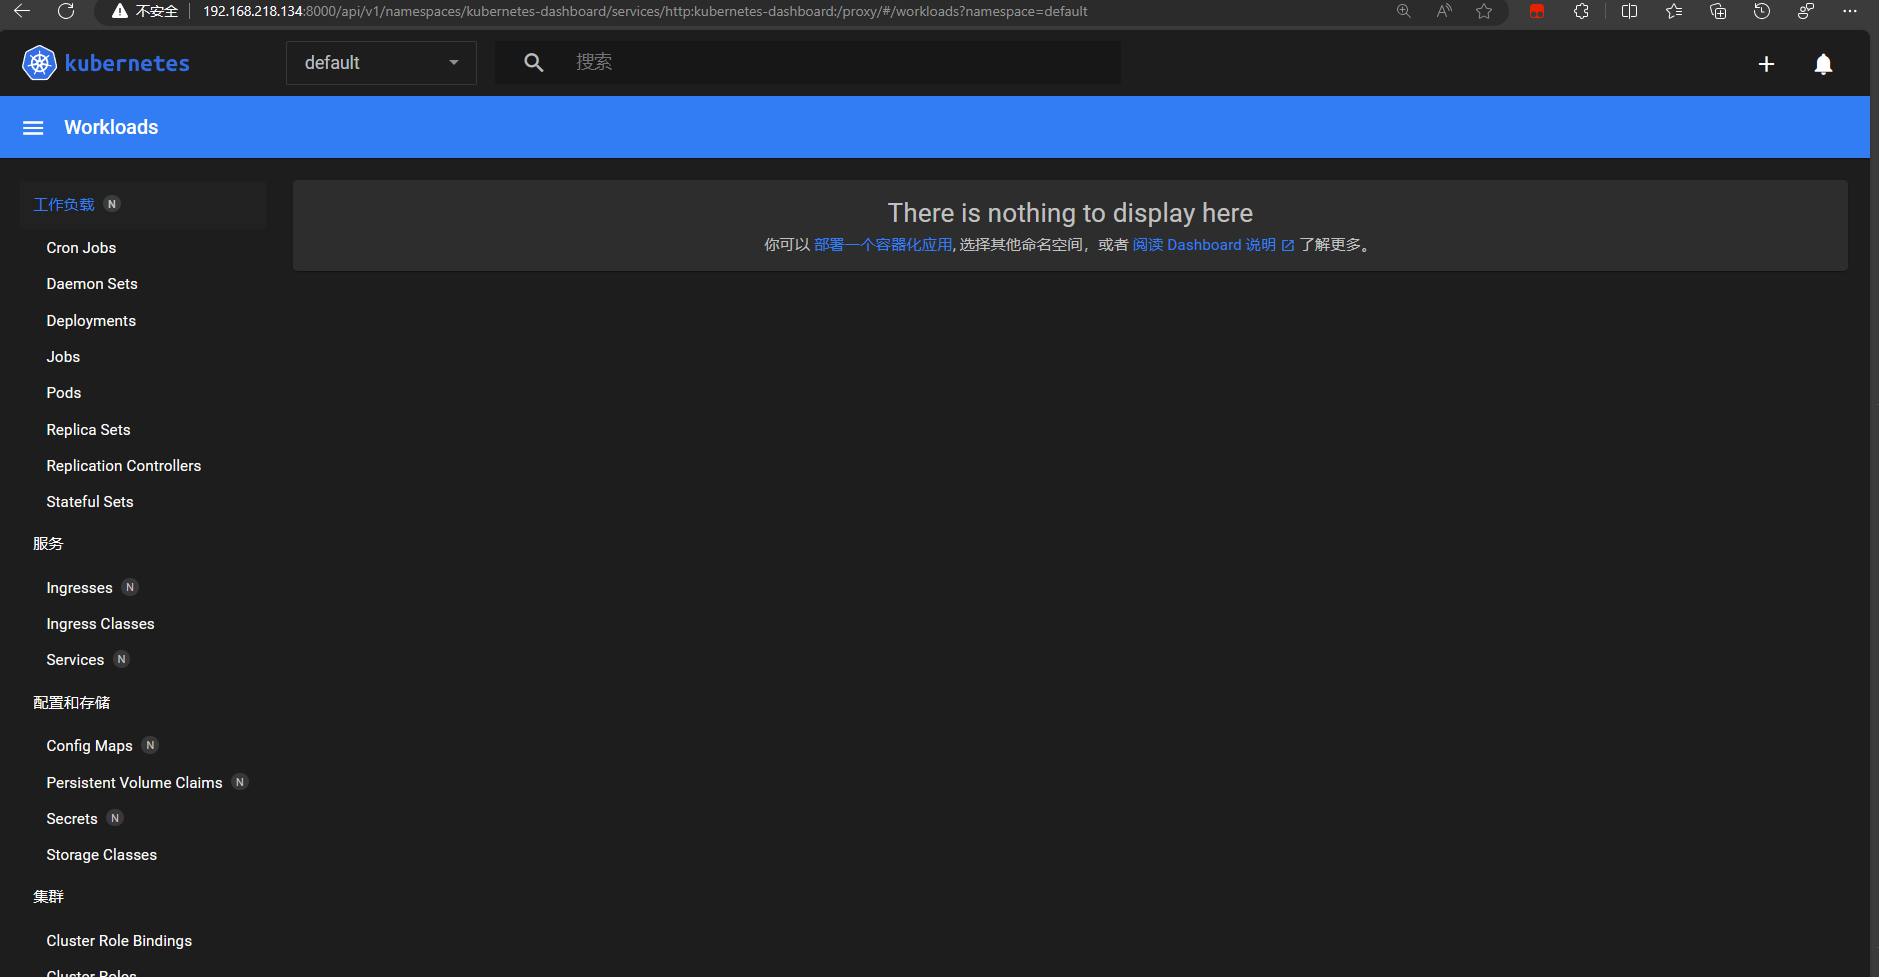 不安全 192.168.218.134:8000/api/v1/namespaces/kubernetes-dashboard/services/http:kubernetes-dashboard:/proxy/#/workloads?namespace=default
kubernetes default 搜索
Workloads
工作负载 N
Cron Jobs
Daemon Sets
Deployments
Jobs
Pods
Replica Sets
Replication Controllers
Stateful Sets
服务
Ingresses N
Ingress Classes
Services N
配置和存储
Config Maps N
Persistent Volume Claims N
Secrets N
Storage Classes
集群
Cluster Role Bindings
Cluster Roles
There is nothing to display here
你可以 部署一个容器化应用, 选择其他命名空间，或者 阅读 Dashboard 说明 了解更多。